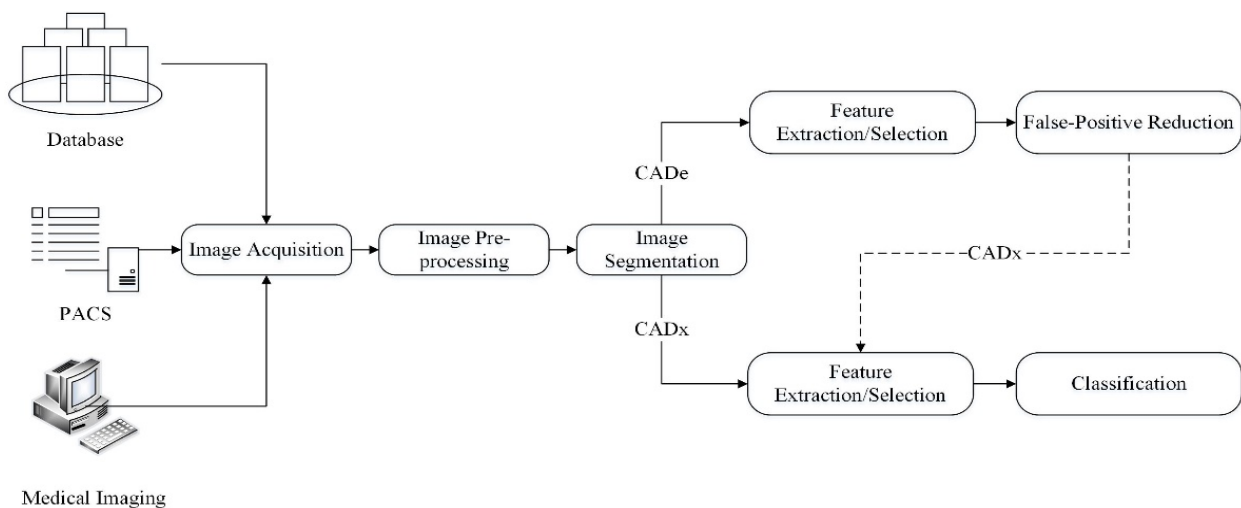 Database
PACS
Medical Imaging
Image Acquisition
Image Pre-
processing
Image
Segmentation
CADe
CADx
Feature
Extraction/Selection
False-Positive Reduction
CADx
Feature
Extraction/Selection
Classification